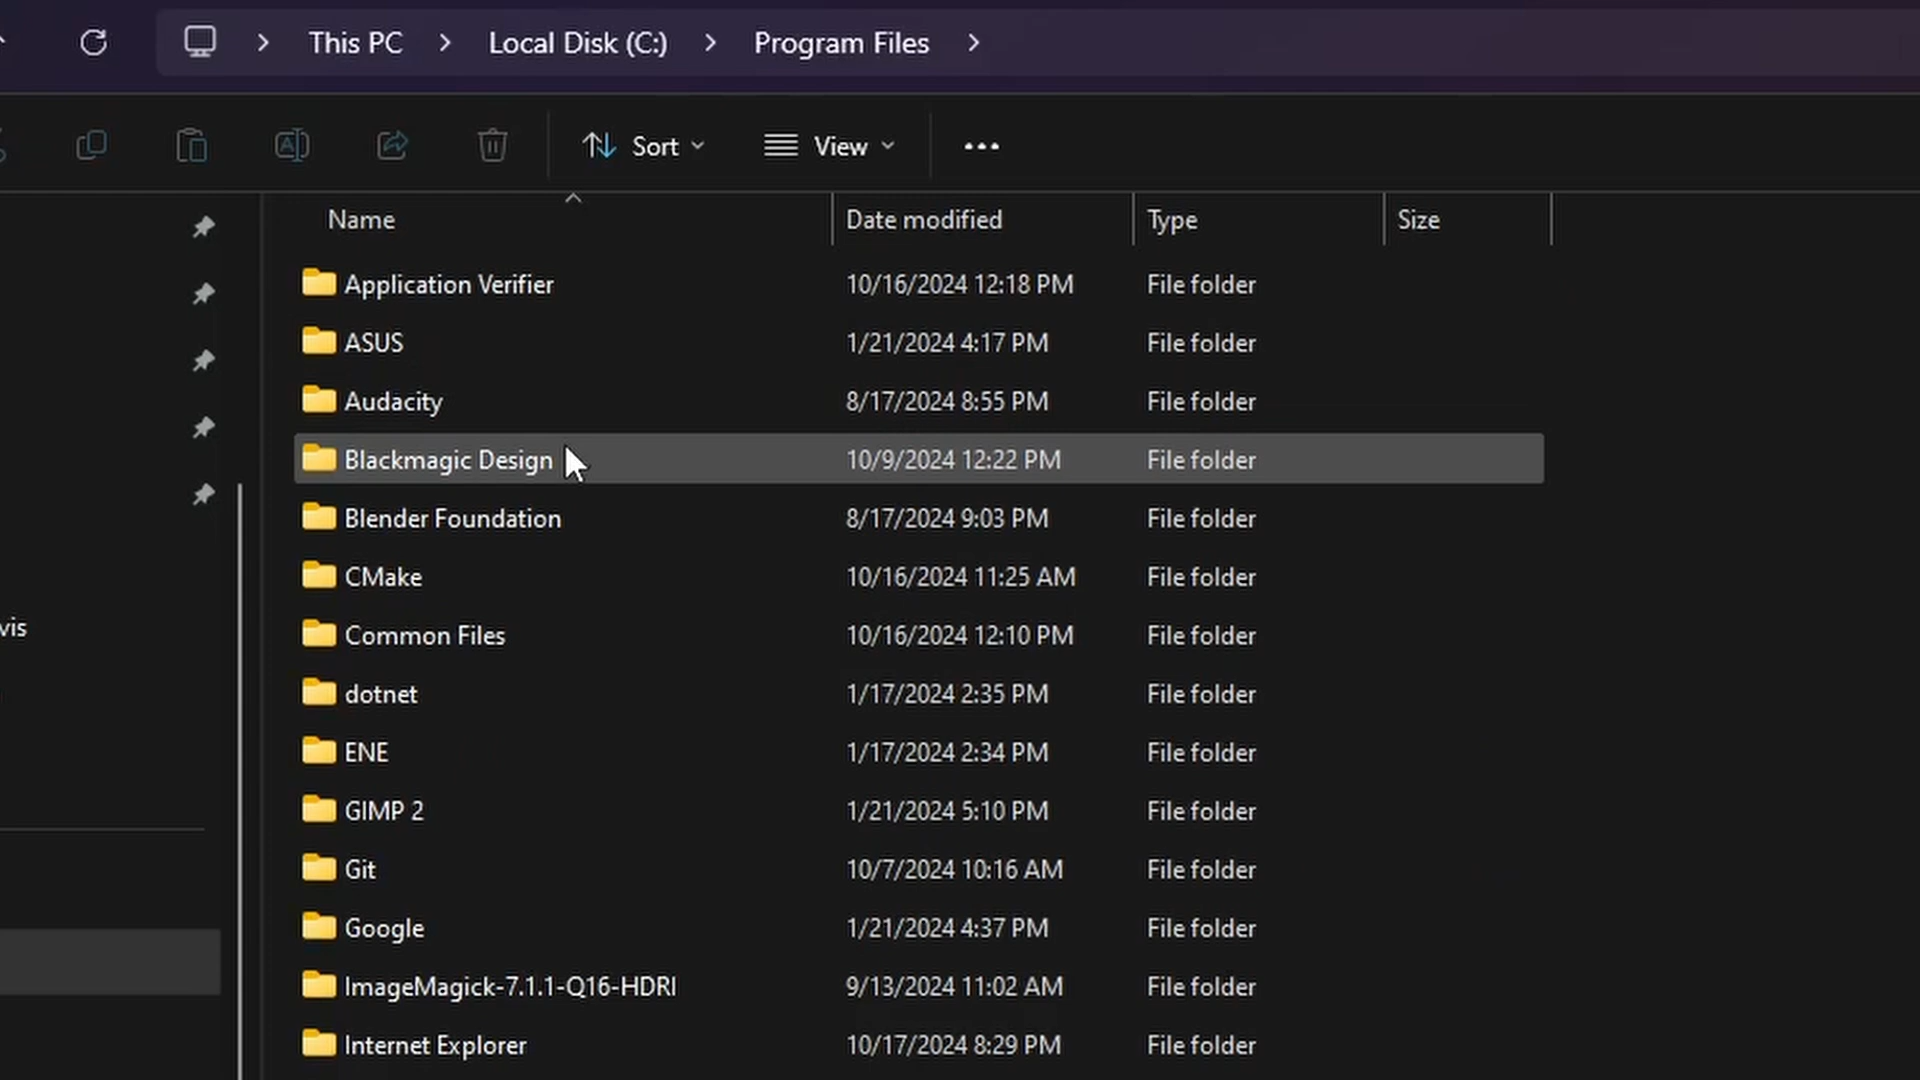 This PC > Local Disk (C:) > Program Files >
Sort View
Name Date modified Type Size
Application Verifier 10/16/2024 12:18 PM File folder
ASUS 1/21/2024 4:17 PM File folder
Audacity 8/17/2024 8:55 PM File folder
Blackmagic Design 10/9/2024 12:22 PM File folder
Blender Foundation 8/17/2024 9:03 PM File folder
CMake 10/16/2024 11:25 AM File folder
vis
Common Files 10/16/2024 12:10 PM File folder
dotnet 1/17/2024 2:35 PM File folder
ENE 1/17/2024 2:34 PM File folder
GIMP 2 1/21/2024 5:10 PM File folder
Git 10/7/2024 10:16 AM File folder
Google 1/21/2024 4:37 PM File folder
ImageMagick-7.1.1-Q16-HDRI 9/13/2024 11:02 AM File folder
Internet Explorer 10/17/2024 8:29 PM File folder